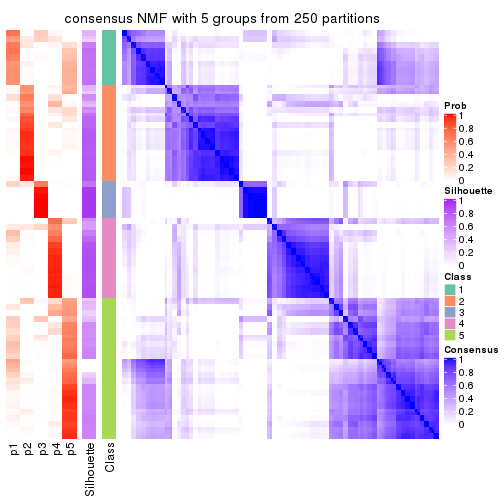 consensus NMF with 5 groups from 250 partitions
Prob
1
0.8
0.6
0.4
0.2
0
Silhouette
1
0.8
0.6
0.4
0.2
0
Class
1
2
3
4
5
Consensus
1
0.8
0.6
0.4
0.2
0
p1
p2
p3
p4
p5
Silhouette
Class